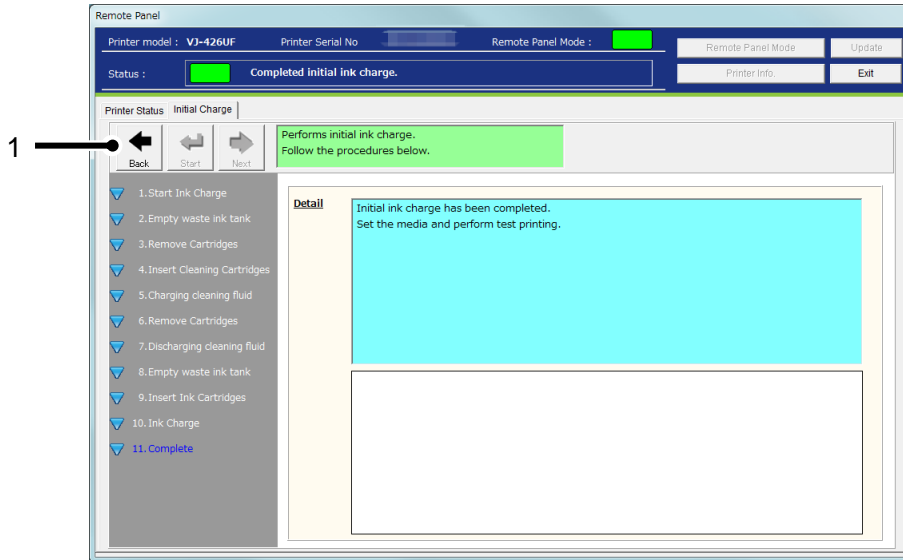 Remote Panel
Printer model : VJ-426UF Printer Serial No Remote Panel Mode :
Remote Panel Mode Update
Status : Completed initial ink charge.
Printer Info. Exit
Printer Status Initial Charge
1
Back Start Next
Performs initial ink charge.
Follow the procedures below.
1.Start Ink Charge
2.Empty waste ink tank
3.Remove Cartridges
4.Insert Cleaning Cartridges
5.Charging cleaning fluid
6.Remove Cartridges
7.Discharging cleaning fluid
8.Empty waste ink tank
9.Insert Ink Cartridges
10.Ink Charge
11.Complete
Detail
Initial ink charge has been completed.
Set the media and perform test printing.